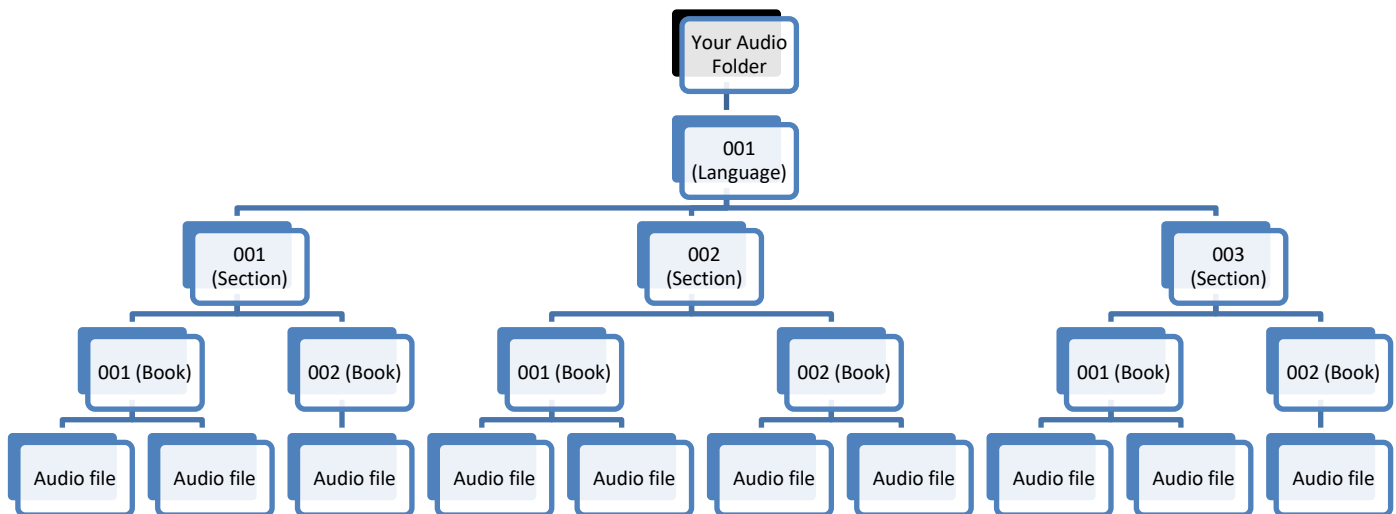 Your Audio
Folder
001
(Language)
001
(Section)
002
(Section)
003
(Section)
001 (Book)
002 (Book)
001 (Book)
002 (Book)
001 (Book)
002 (Book)
Audio file
Audio file
Audio file
Audio file
Audio file
Audio file
Audio file
Audio file
Audio file
Audio file